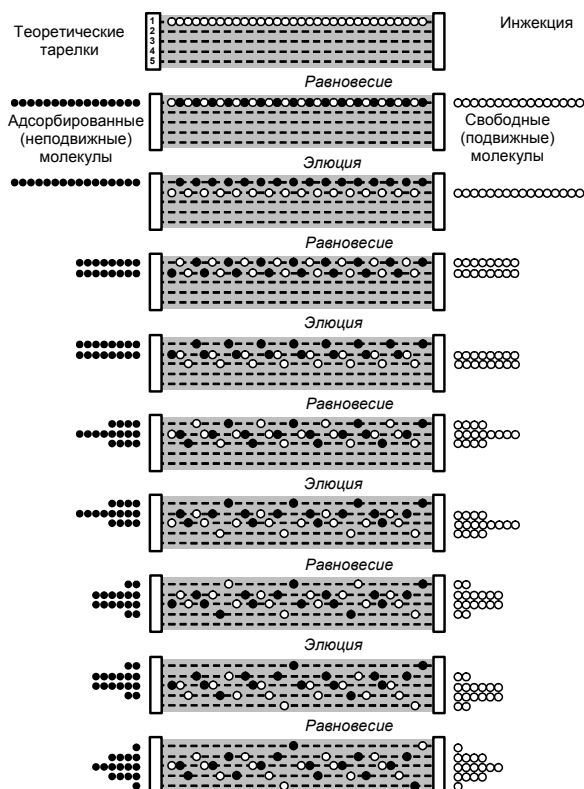 Теоретические
тарелки
1
2
3
4
5
Инжекция
Равновесие
Адсорбированные
(неподвижные)
молекулы
Свободные
(подвижные)
молекулы
Элюция
Равновесие
Элюция
Равновесие
Элюция
Равновесие
Элюция
Равновесие